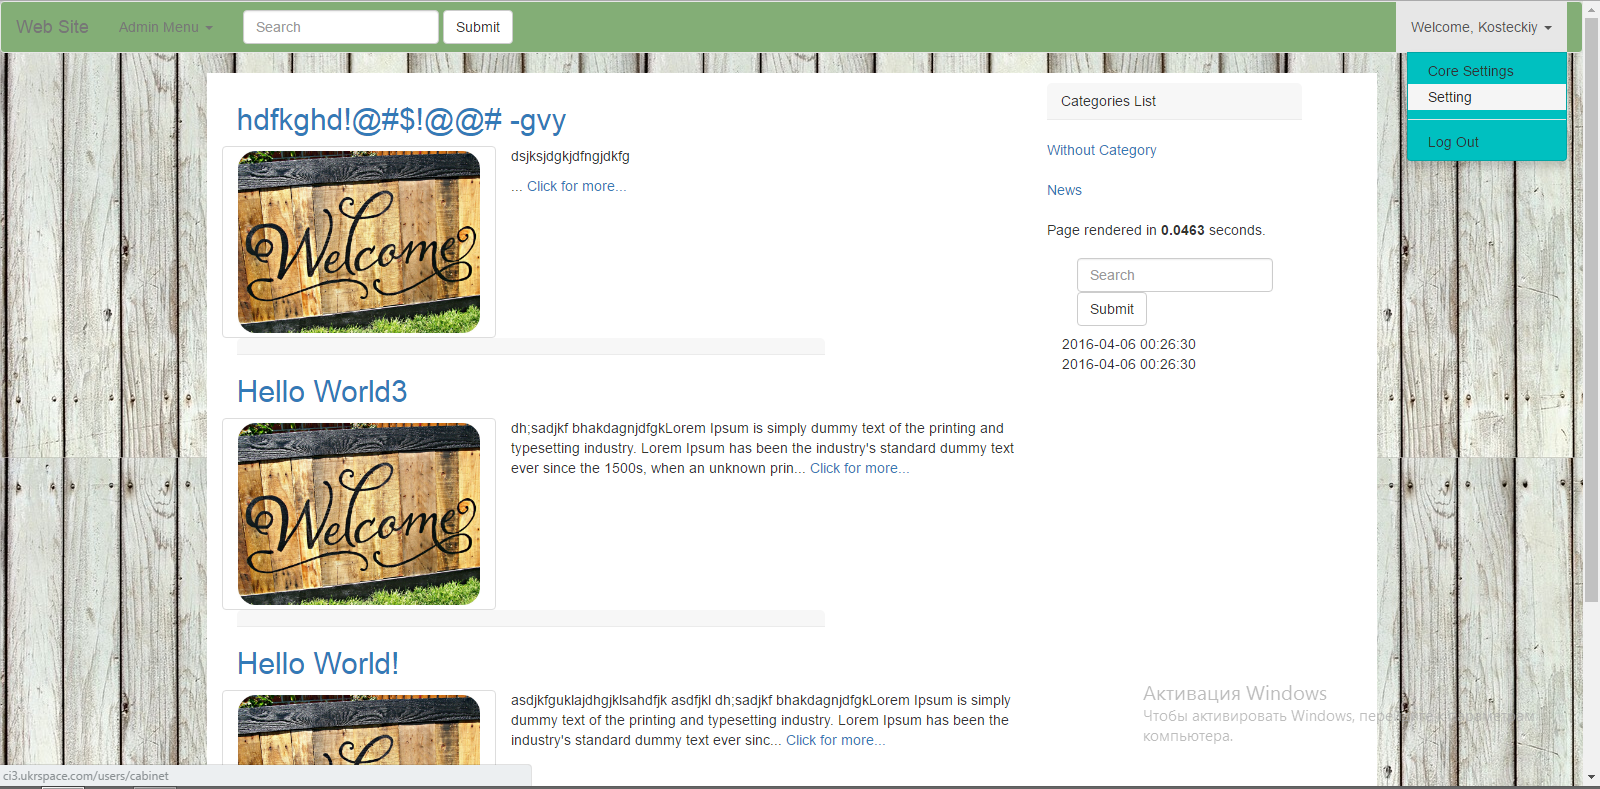 Web Site Admin Menu Search Submit Welcome, Kosteckiy
Core Settings
Setting
Log Out
hdfkghd!@#$!@@# -gvy
Welcome
dsjksjdgkjdfngjdkfg
... Click for more...
Hello World3
Welcome
dh;sadjkf bhakdagnjdfgkLorem Ipsum is simply dummy text of the printing and
typesetting industry. Lorem Ipsum has been the industry's standard dummy text
ever since the 1500s, when an unknown prin... Click for more...
Hello World!
asdjkfguklajdhgjklsahdfjk asdfjkl dh;sadjkf bhakdagnjdfgkLorem Ipsum is simply
dummy text of the printing and typesetting industry. Lorem Ipsum has been the
industry's standard dummy text ever sinc... Click for more...
Categories List
Without Category
News
Page rendered in 0.0463 seconds.
Search
Submit
2016-04-06 00:26:30
2016-04-06 00:26:30
Активация Windows
Чтобы активировать Windows,
компьютера.
ci3.ukrspace.com/users/cabinet